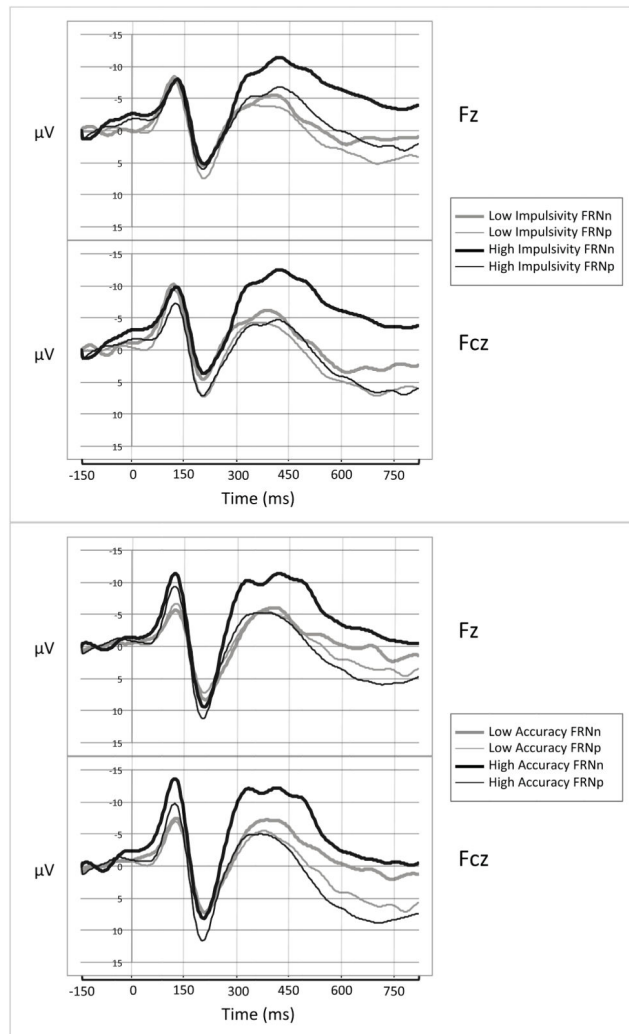 -15
-10
-5
µV
0
5
10
15
Fz
Low Impulsivity FRNn
Low Impulsivity FRNp
High Impulsivity FRNn
High Impulsivity FRNp
-15
-10
-5
µV
0
5
10
15
Fcz
-150 0 150 300 450 600 750
Time (ms)
-15
-10
-5
µV
0
5
10
15
Fz
Low Accuracy FRNn
Low Accuracy FRNp
High Accuracy FRNn
High Accuracy FRNp
-15
-10
-5
µV
0
5
10
15
Fcz
-150 0 150 300 450 600 750
Time (ms)